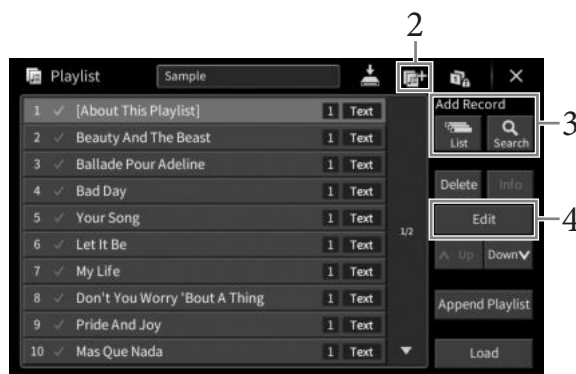 2
Playlist Sample
Add Record
1 [About This Playlist] 1 Text
List Search
3
2 Beauty And The Beast 1 Text
3 Ballade Pour Adeline 1 Text
4 Bad Day 1 Text
Delete Info
5 Your Song 1 Text
Edit
4
1/2
6 Let It Be 1 Text
Up Down
7 My Life 1 Text
8 Don't You Worry 'Bout A Thing 1 Text
Append Playlist
9 Pride And Joy 1 Text
10 Mas Que Nada 1 Text
Load